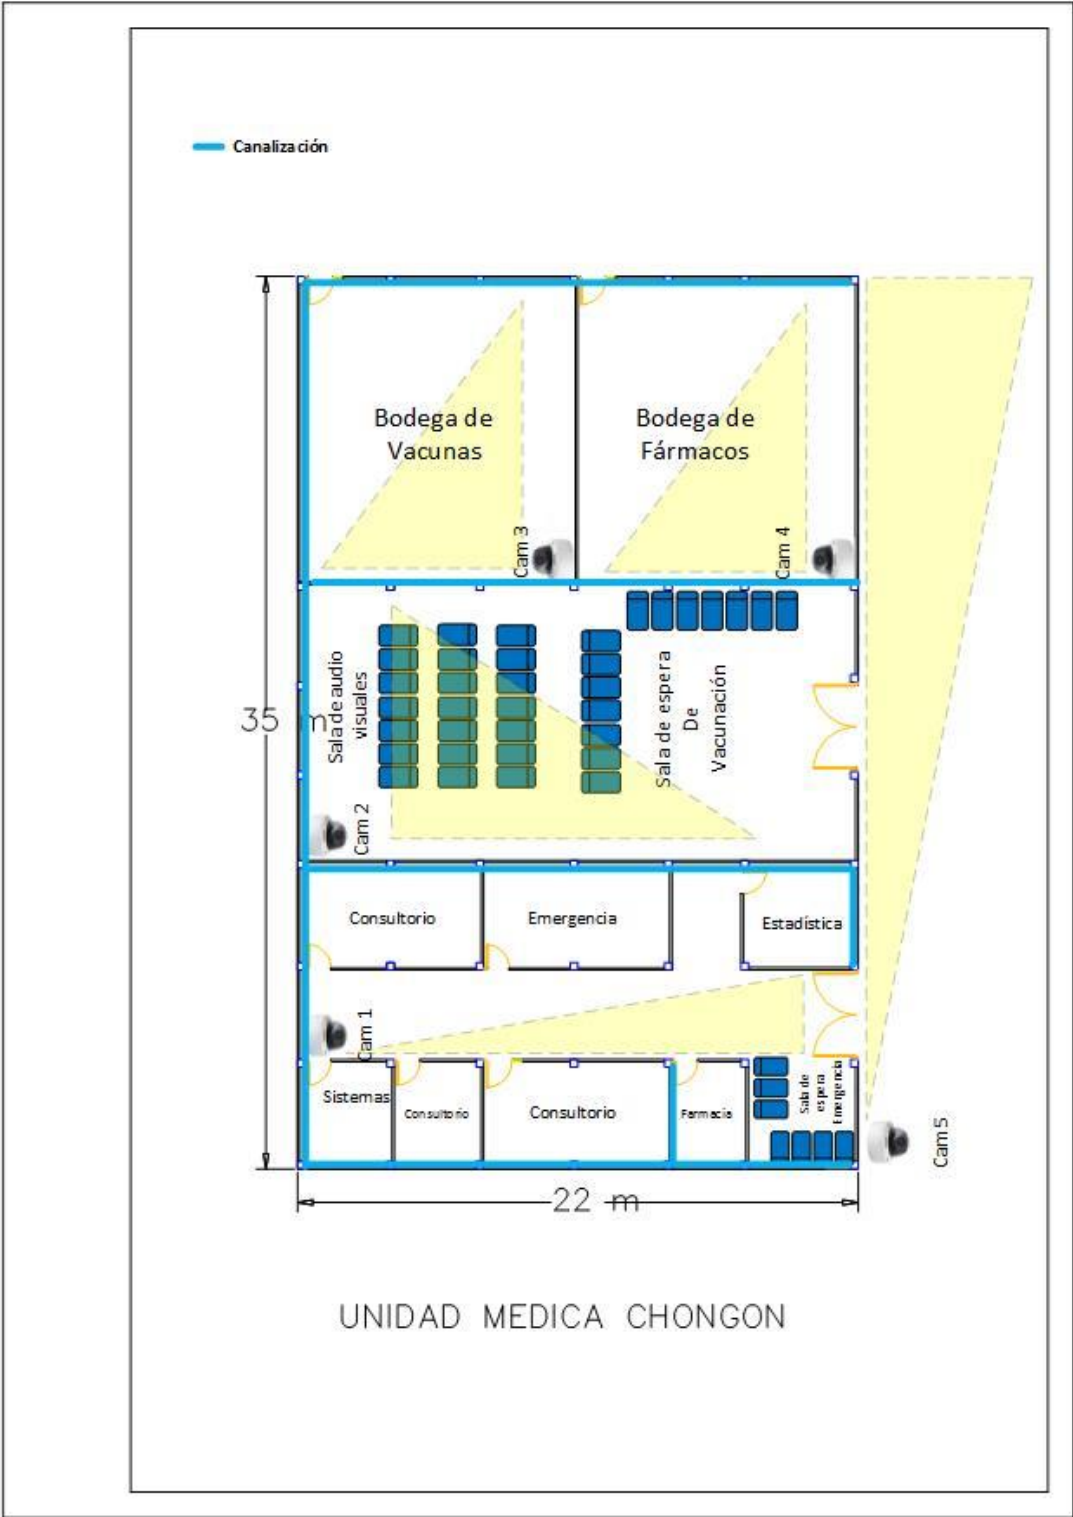 Canalización
Bodega de
Vacunas
Bodega de
Fármacos
Cam 3
Cam 4
35 m
Sala de audio
visuales
Sala de espera
De
Vacunación
Cam 2
Consultorio
Emergencia
Estadística
Cam 1
Sistemas
Consultorio
Consultorio
Farmacia
Sala de
espera
Emergencia
Cam 5
22 m
UNIDAD MEDICA CHONGON